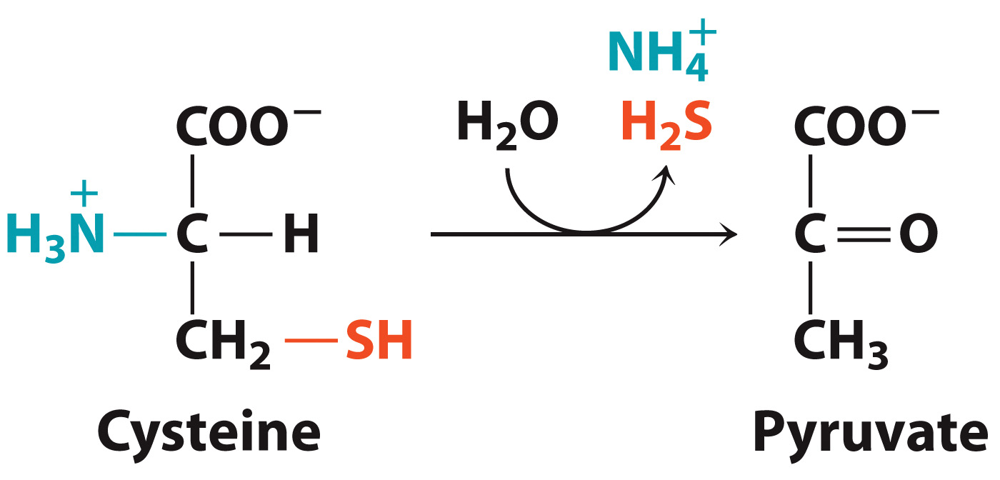 NH₄⁺
H₂O H₂S
COO⁻ COO⁻
H₃N⁺—C—H C=O
CH₂—SH CH₃
Cysteine Pyruvate